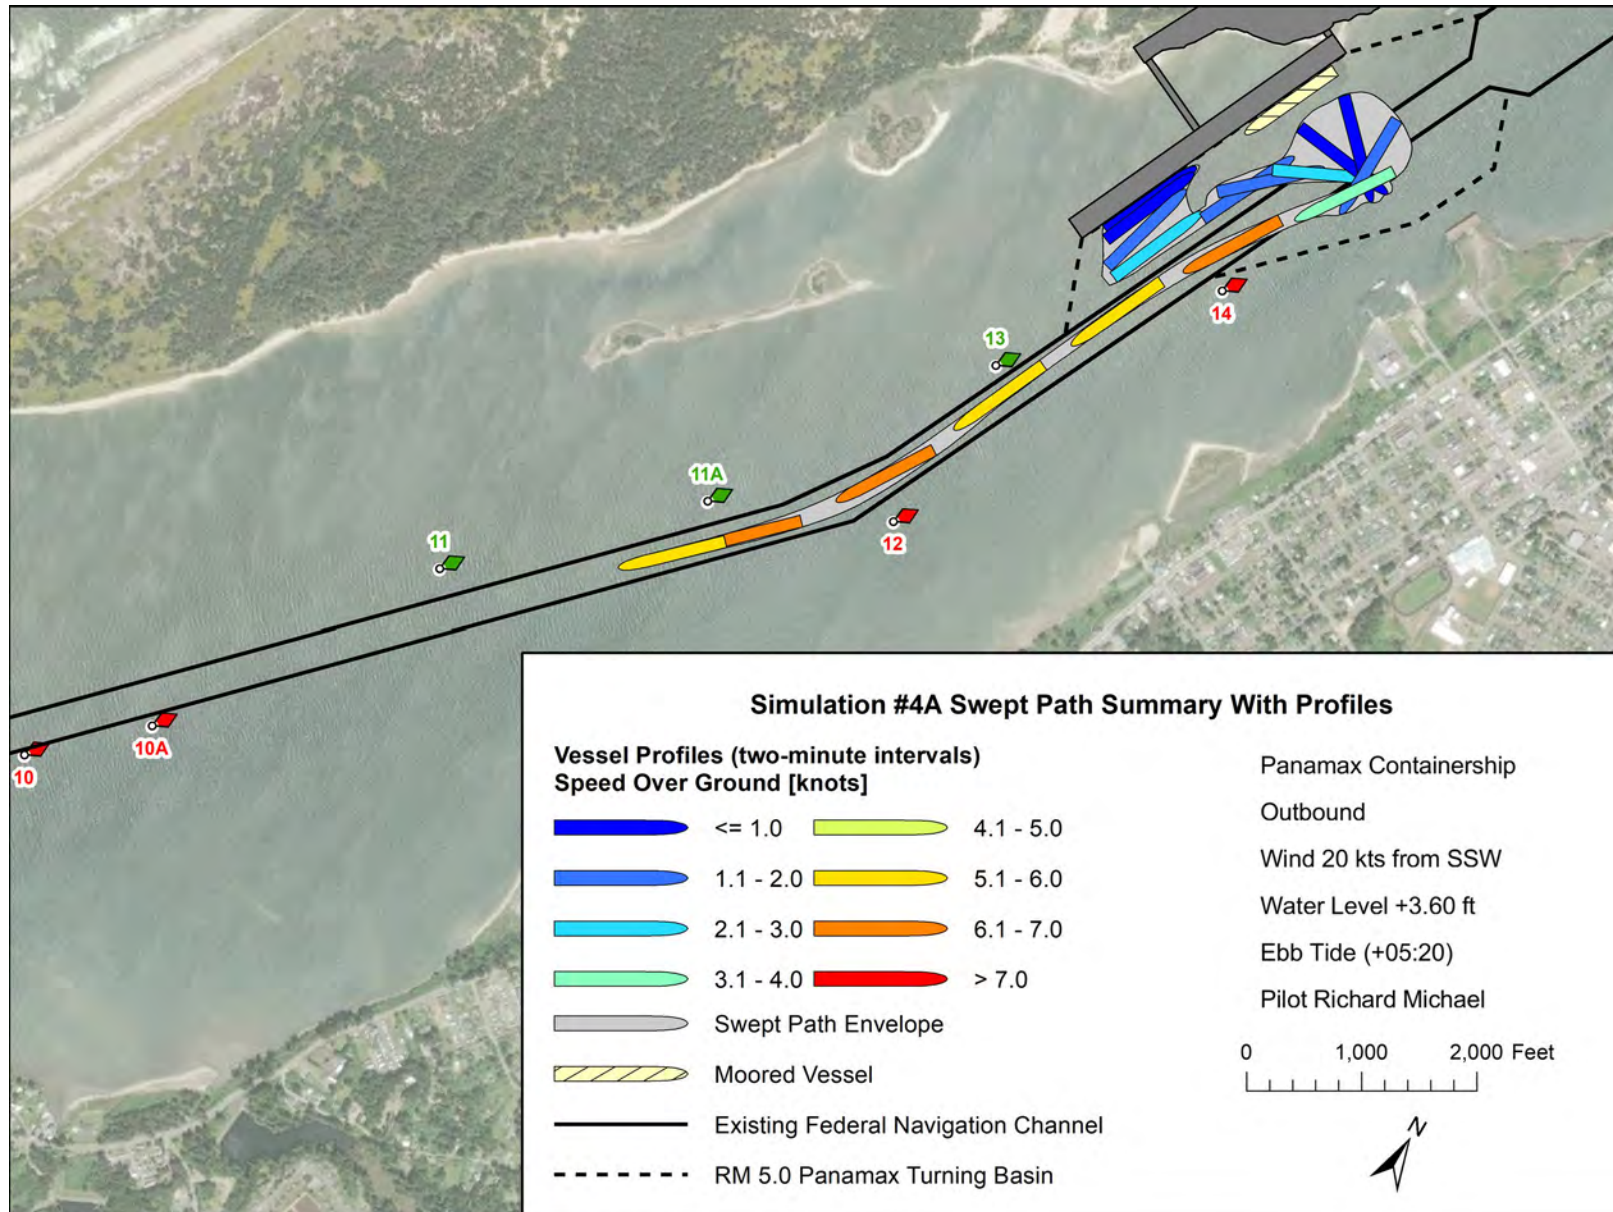 13
14
11A
12
11
10A
10
Simulation #4A Swept Path Summary With Profiles
Vessel Profiles (two-minute intervals)
Speed Over Ground [knots]
<= 1.0
4.1 - 5.0
1.1 - 2.0
5.1 - 6.0
2.1 - 3.0
6.1 - 7.0
3.1 - 4.0
> 7.0
Swept Path Envelope
Moored Vessel
Existing Federal Navigation Channel
RM 5.0 Panamax Turning Basin
Panamax Containership
Outbound
Wind 20 kts from SSW
Water Level +3.60 ft
Ebb Tide (+05:20)
Pilot Richard Michael
0 1,000 2,000 Feet
N